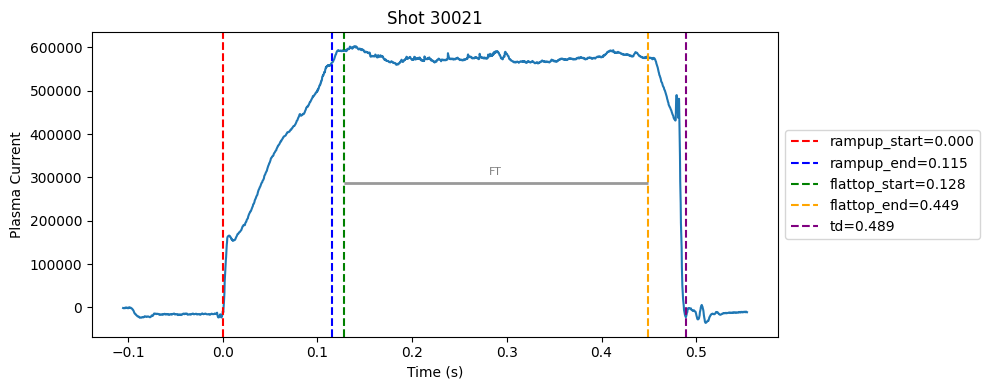 Shot 30021
600000
500000
400000
300000
200000
100000
0
Plasma Current
FT
−0.1
0.0
0.1
0.2
0.3
0.4
0.5
Time (s)
rampup_start=0.000
rampup_end=0.115
flattop_start=0.128
flattop_end=0.449
td=0.489